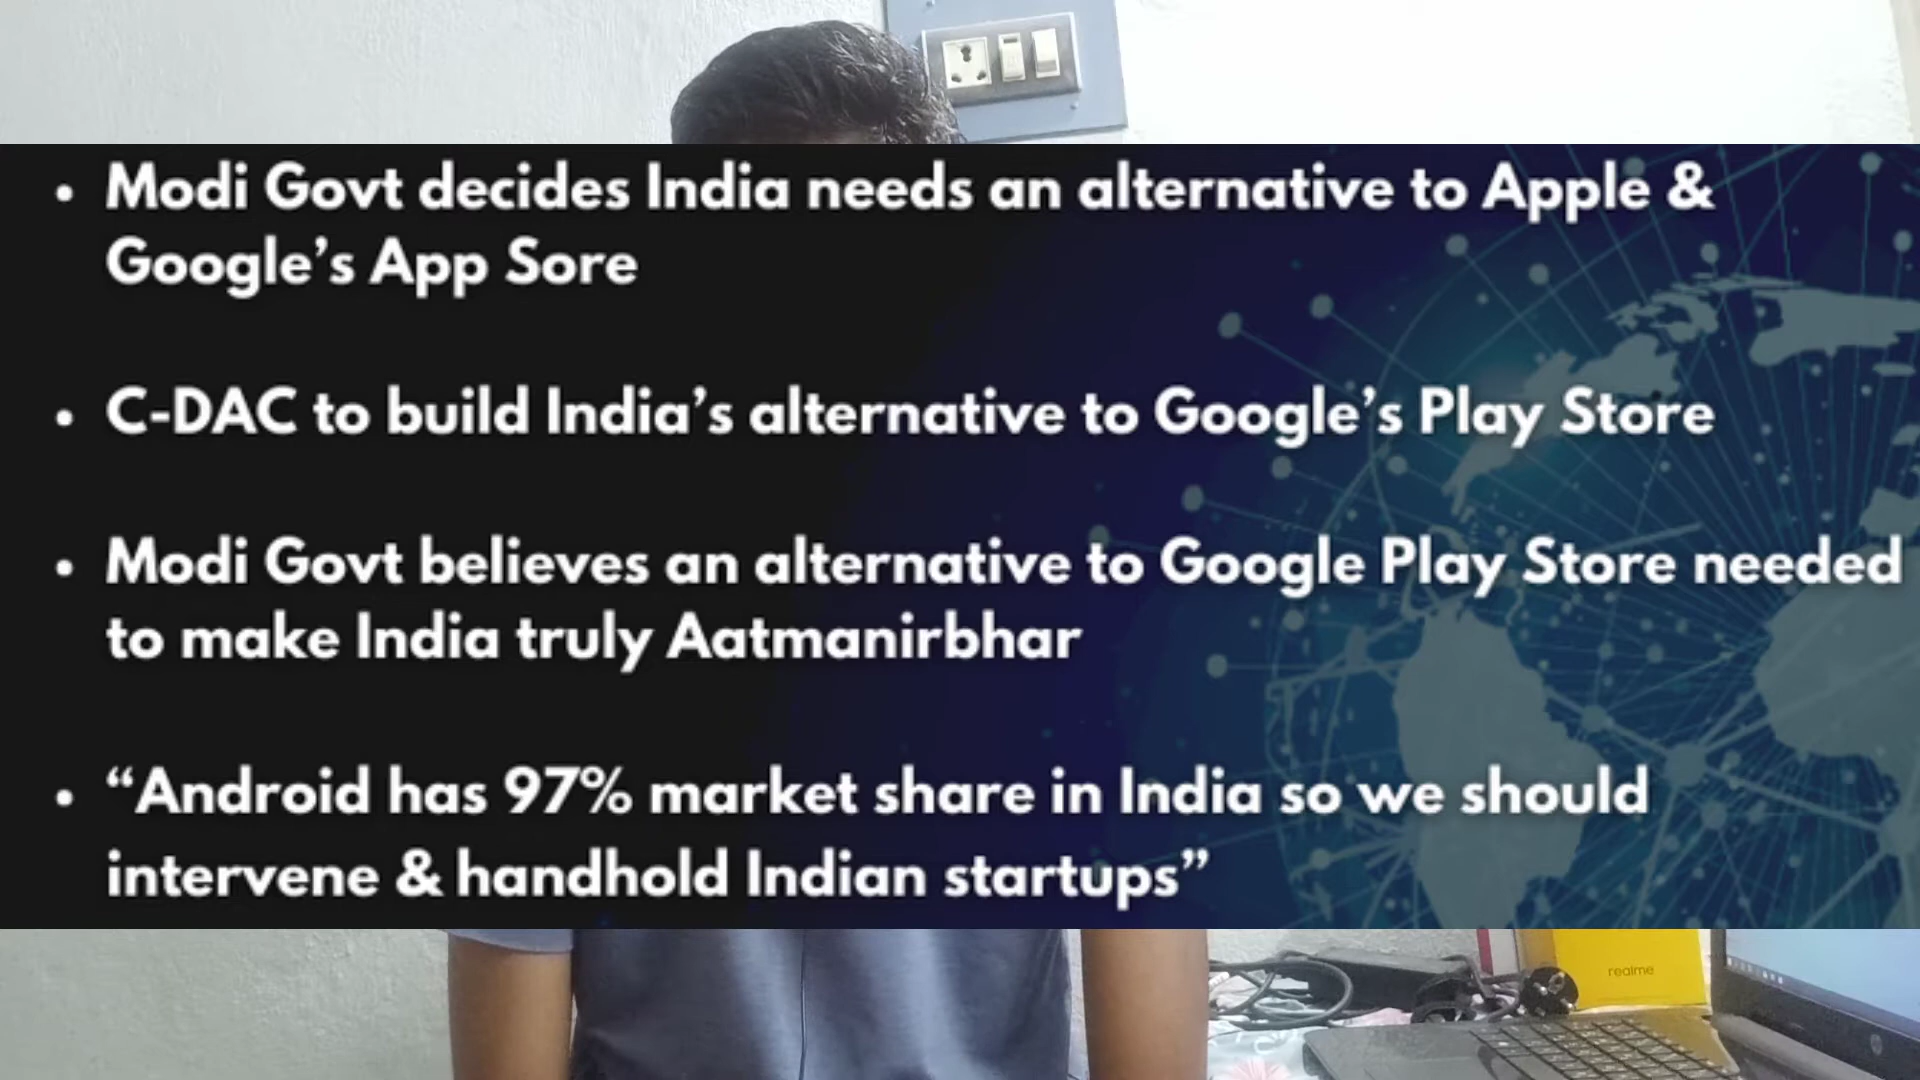 • Modi Govt decides India needs an alternative to Apple &
Google’s App Sore
• C-DAC to build India’s alternative to Google’s Play Store
• Modi Govt believes an alternative to Google Play Store needed
to make India truly Aatmanirbhar
• “Android has 97% market share in India so we should
intervene & handhold Indian startups”
realme